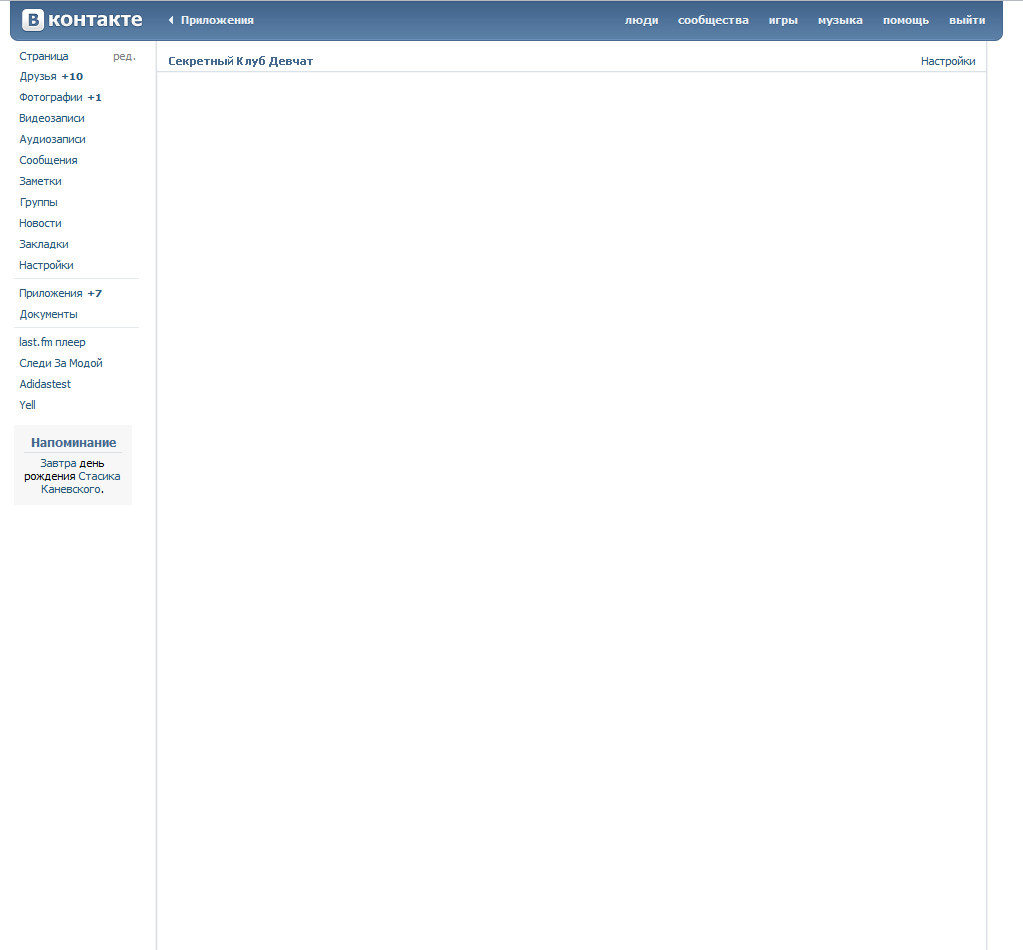 В контакте
Приложения
люди сообщества игры музыка помощь выйти
Страница ред.
Друзья +10
Фотографии +1
Видеозаписи
Аудиозаписи
Сообщения
Заметки
Группы
Новости
Закладки
Настройки
Приложения +7
Документы
last.fm плеер
Следи За Модой
Adidastest
Yell
Напоминание
Завтра день
рождения Стасика
Каневского.
Секретный Клуб Девчат
Настройки